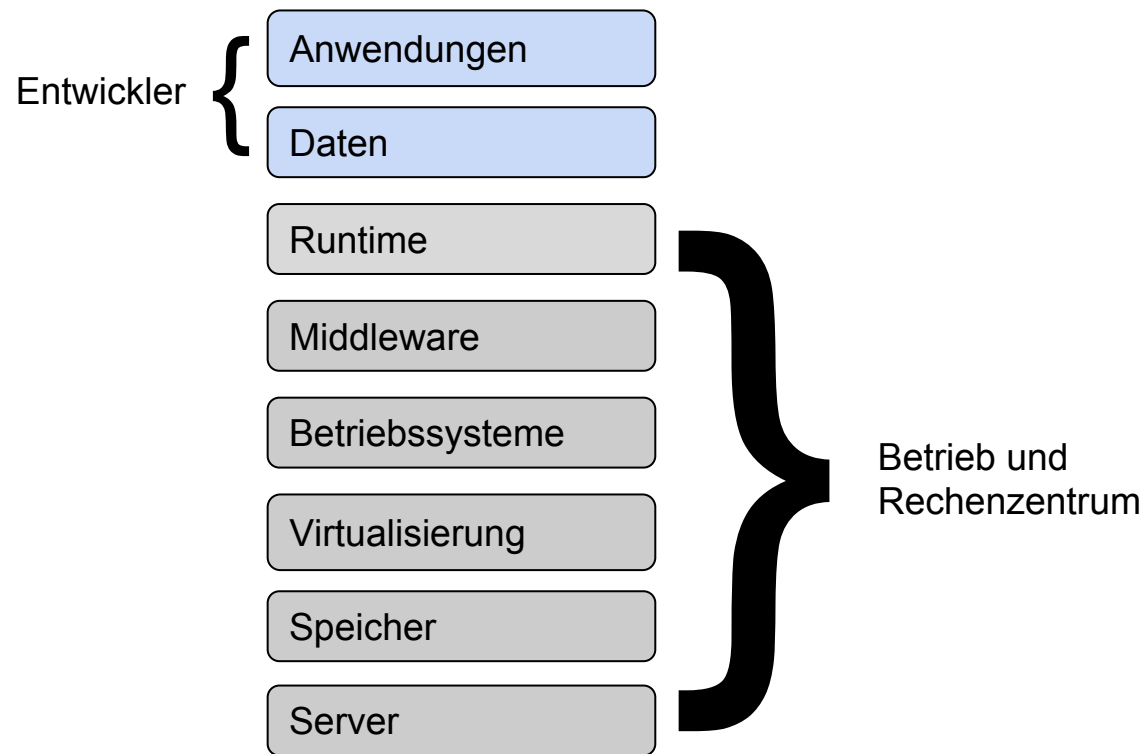 Anwendungen
Entwickler
Daten
Runtime
Middleware
Betriebssysteme
Betrieb und
Rechenzentrum
Virtualisierung
Speicher
Server